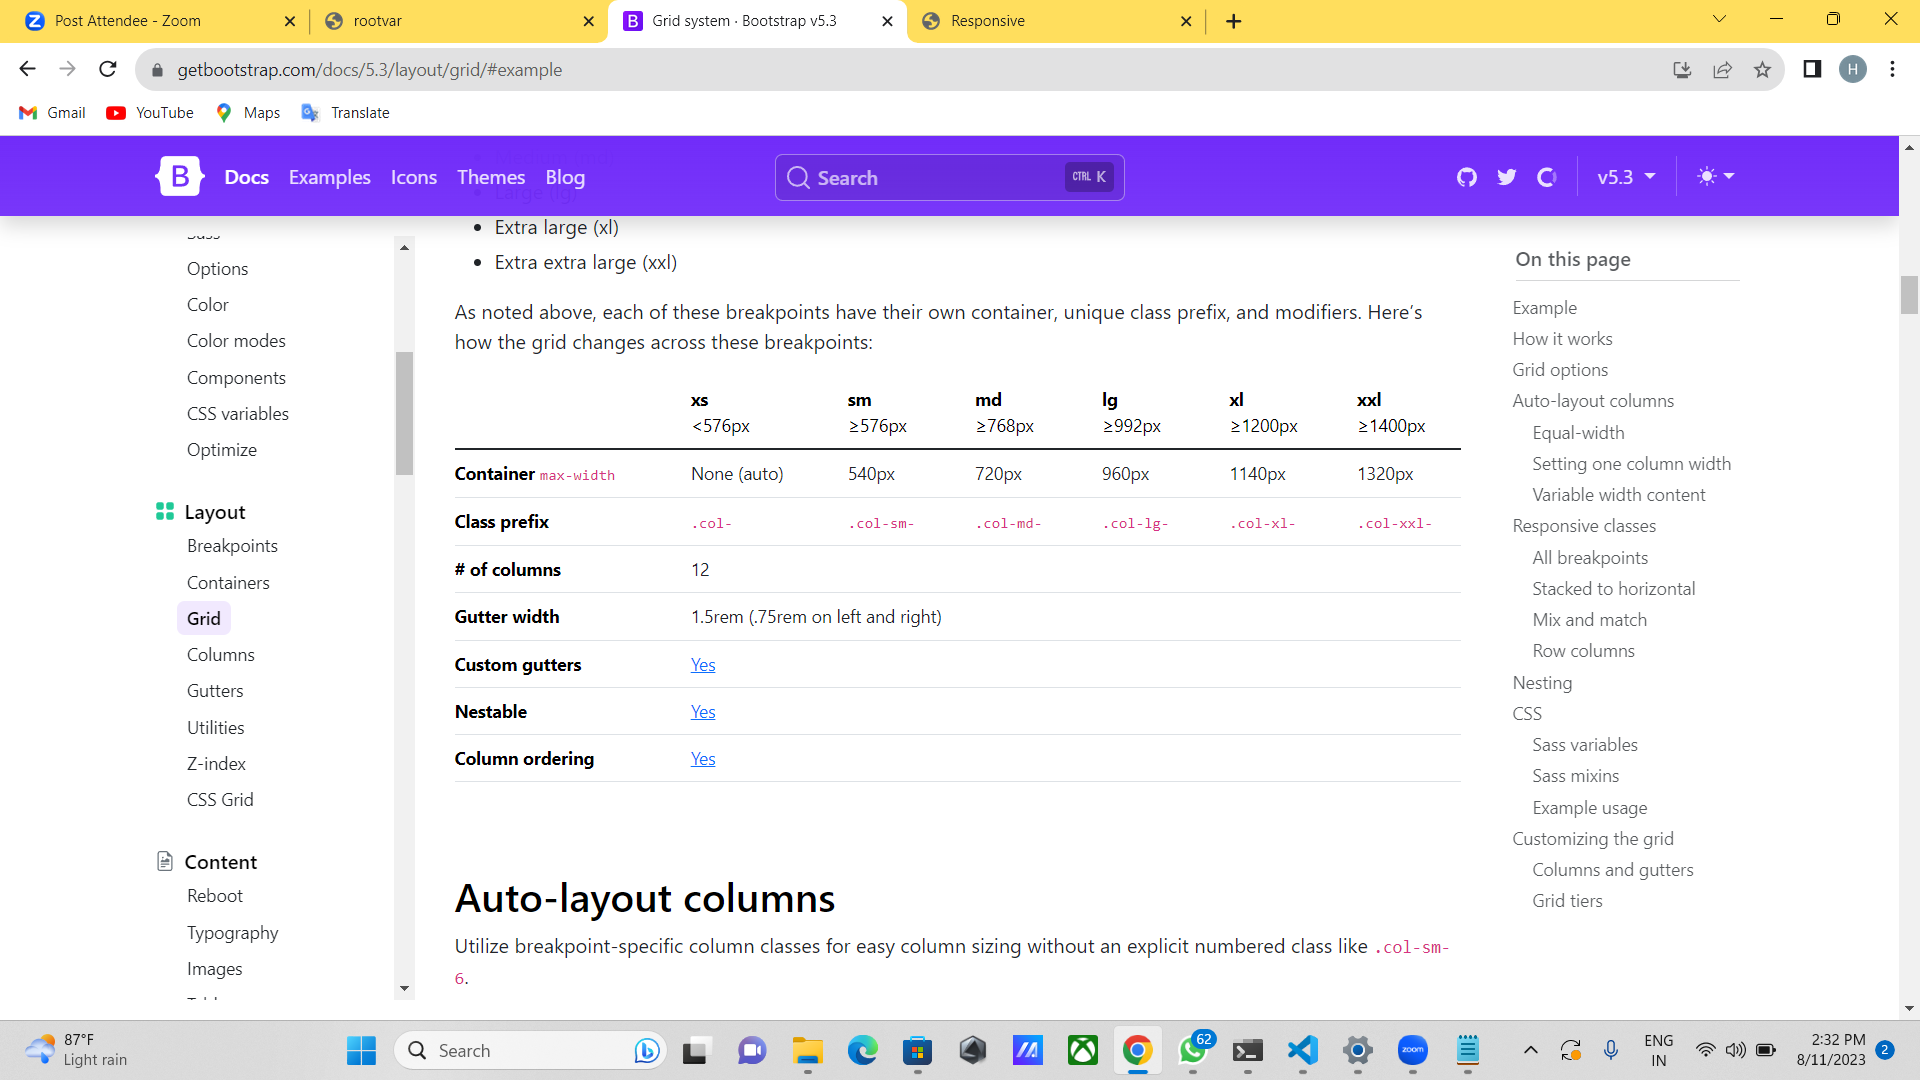 Post Attendee - Zoom
rootvar
Grid system · Bootstrap v5.3
Responsive
getbootstrap.com/docs/5.3/layout/grid/#example
H
Gmail
YouTube
Maps
Translate
B
Docs
Examples
Icons
Themes
Blog
Search
CTRL K
v5.3
Large (lg)
Extra large (xl)
Extra extra large (xxl)
Sass
Options
Color
Color modes
Components
CSS variables
Optimize
Layout
Breakpoints
Containers
Grid
Columns
Gutters
Utilities
Z-index
CSS Grid
Content
Reboot
Typography
Images
As noted above, each of these breakpoints have their own container, unique class prefix, and modifiers. Here’s
how the grid changes across these breakpoints:
xs sm md lg xl xxl
<576px ≥576px ≥768px ≥992px ≥1200px ≥1400px
Container max-width None (auto) 540px 720px 960px 1140px 1320px
Class prefix .col- .col-sm- .col-md- .col-lg- .col-xl- .col-xxl-
# of columns 12
Gutter width 1.5rem (.75rem on left and right)
Custom gutters Yes
Nestable Yes
Column ordering Yes
Auto-layout columns
Utilize breakpoint-specific column classes for easy column sizing without an explicit numbered class like .col-sm-
6.
On this page
Example
How it works
Grid options
Auto-layout columns
Equal-width
Setting one column width
Variable width content
Responsive classes
All breakpoints
Stacked to horizontal
Mix and match
Row columns
Nesting
CSS
Sass variables
Sass mixins
Example usage
Customizing the grid
Columns and gutters
Grid tiers
87°F
Light rain
Search
62
zoom
ENG
IN
2:32 PM
8/11/2023
2